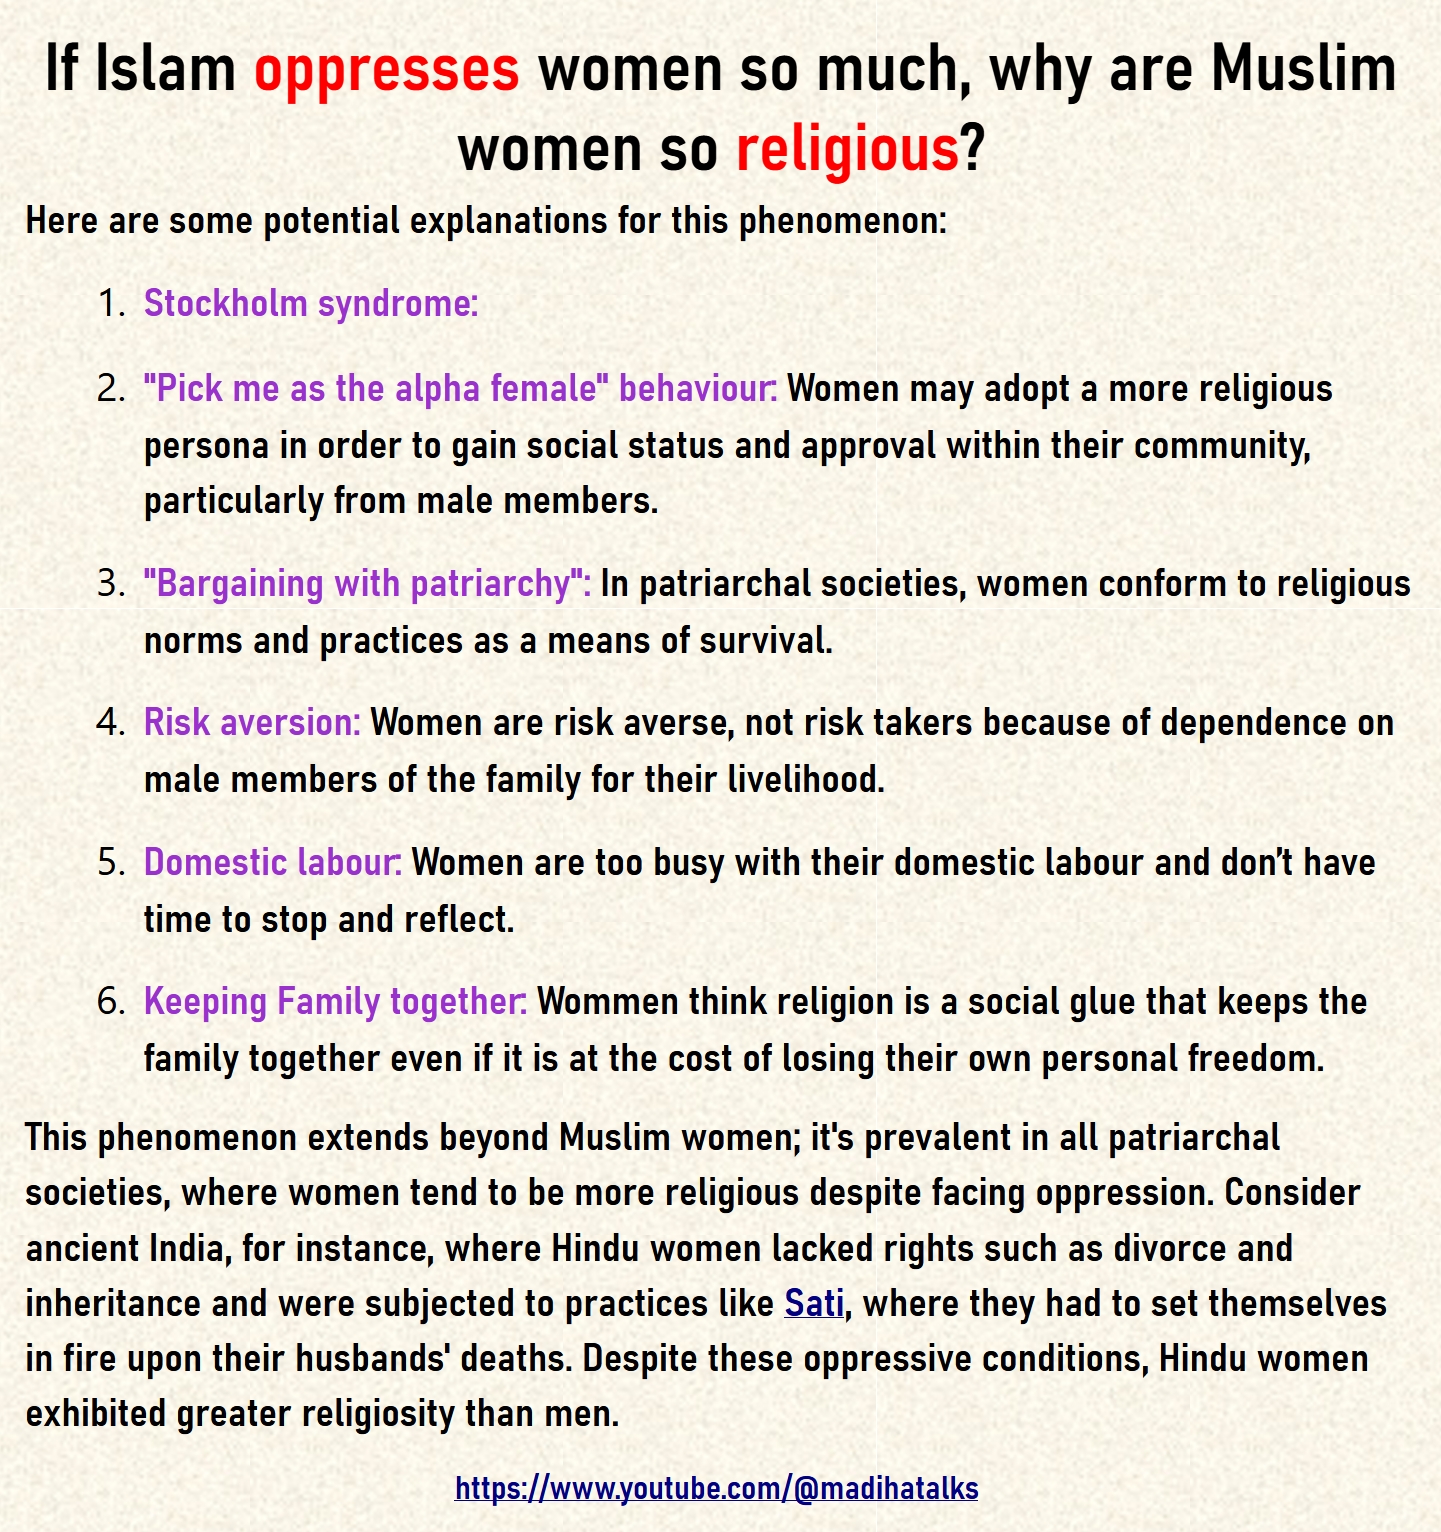 If Islam oppresses women so much, why are Muslim
women so religious?
Here are some potential explanations for this phenomenon:
1. Stockholm syndrome:
2. "Pick me as the alpha female" behaviour: Women may adopt a more religious
persona in order to gain social status and approval within their community,
particularly from male members.
3. "Bargaining with patriarchy": In patriarchal societies, women conform to religious
norms and practices as a means of survival.
4. Risk aversion: Women are risk averse, not risk takers because of dependence on
male members of the family for their livelihood.
5. Domestic labour: Women are too busy with their domestic labour and don’t have
time to stop and reflect.
6. Keeping Family together: Wommen think religion is a social glue that keeps the
family together even if it is at the cost of losing their own personal freedom.
This phenomenon extends beyond Muslim women; it's prevalent in all patriarchal
societies, where women tend to be more religious despite facing oppression. Consider
ancient India, for instance, where Hindu women lacked rights such as divorce and
inheritance and were subjected to practices like Sati, where they had to set themselves
in fire upon their husbands' deaths. Despite these oppressive conditions, Hindu women
exhibited greater religiosity than men.
https://www.youtube.com/@madihatalks